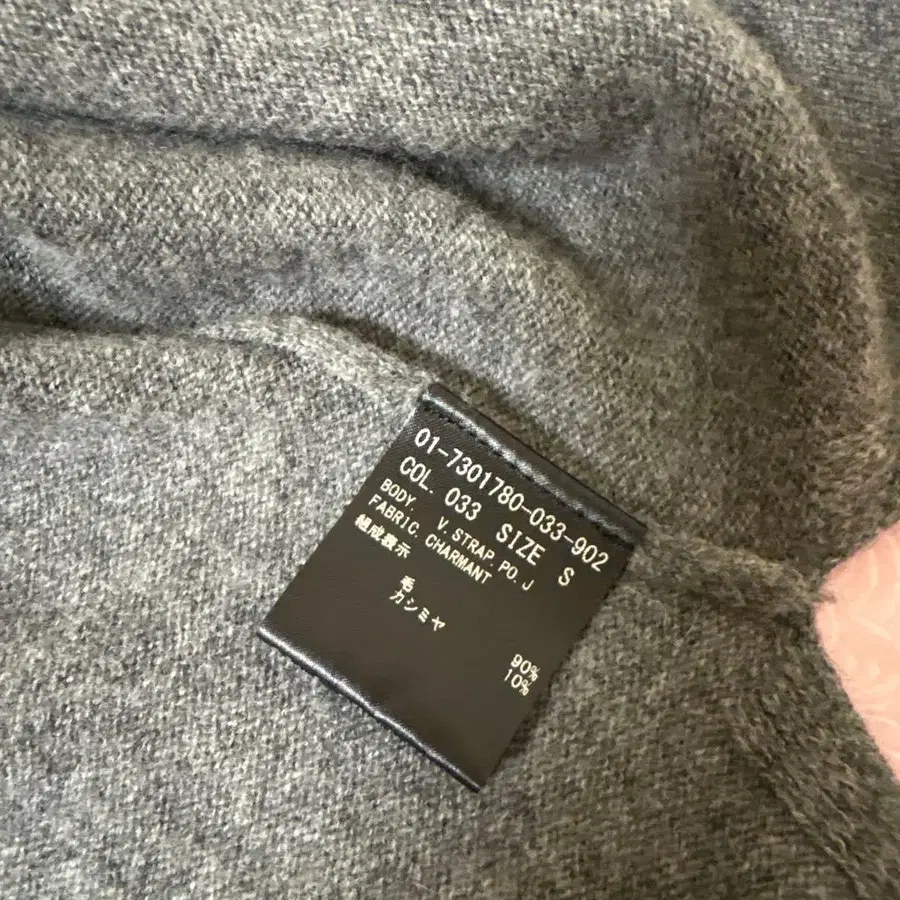 01-7301780-033-902
COL. 033 SIZE S
BODY. V. STRAP. PO. J
FABRIC. CHARMANT
組成表示
毛 90%
カシミヤ 10%